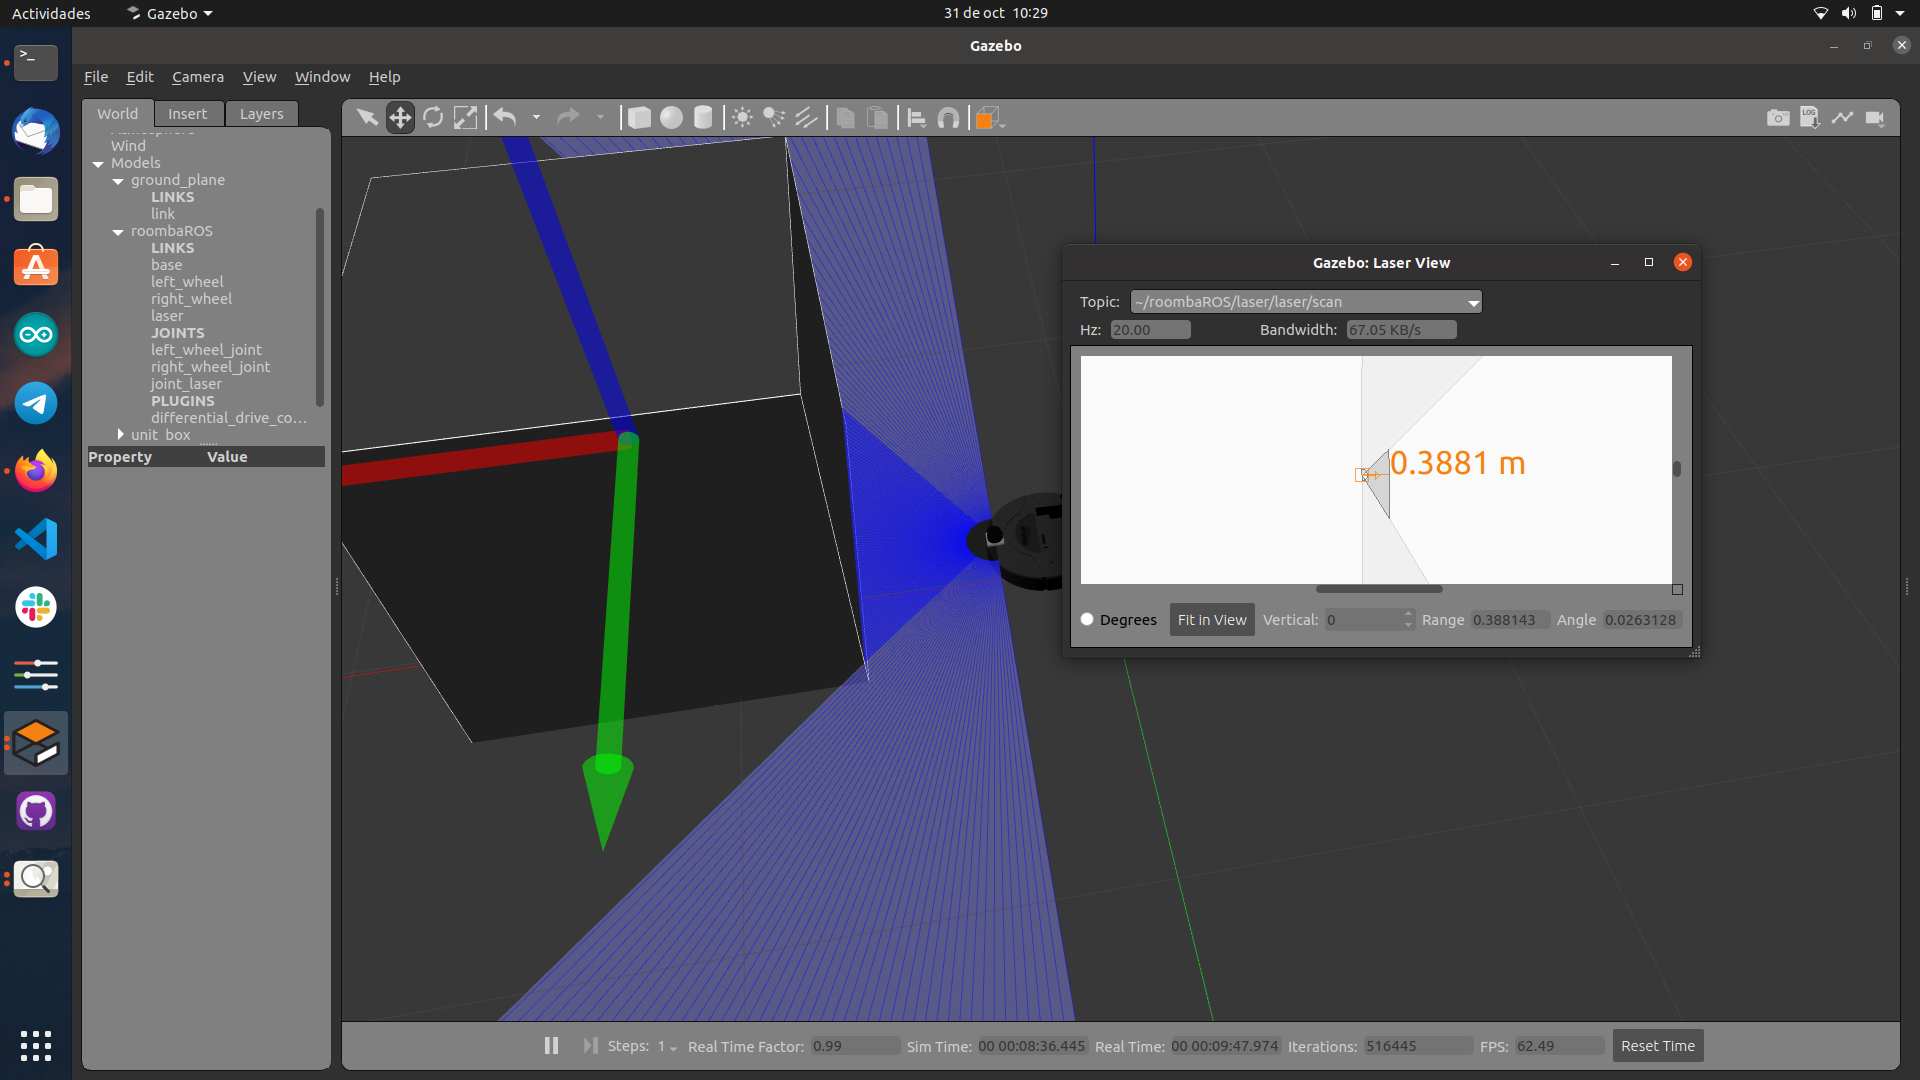 Actividades
Gazebo
31 de oct 10:29
Gazebo
File Edit Camera View Window Help
World Insert Layers
Atmosphere
Wind
Models
ground_plane
LINKS
link
roombaROS
LINKS
base
left_wheel
right_wheel
laser
JOINTS
left_wheel_joint
right_wheel_joint
joint_laser
PLUGINS
differential_drive_co...
unit_box
Property Value
LOG
Gazebo: Laser View
Topic: ~/roombaROS/laser/laser/scan
Hz: 20.00 Bandwidth: 67.05 KB/s
0.3881 m
Degrees Fit in View Vertical: 0 Range 0.388143 Angle 0.0263128
Steps: 1 Real Time Factor: 0.99 Sim Time: 00 00:08:36.445 Real Time: 00 00:09:47.974 Iterations: 516445 FPS: 62.49 Reset Time